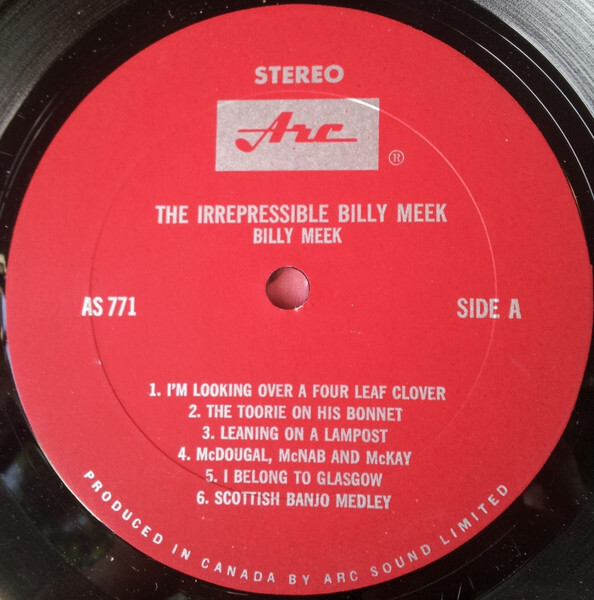 STEREO
Arc
®
THE IRREPRESSIBLE BILLY MEEK
BILLY MEEK
AS 771
SIDE A
1. I'M LOOKING OVER A FOUR LEAF CLOVER
2. THE TOORIE ON HIS BONNET
3. LEANING ON A LAMPOST
4. McDOUGAL, McNAB AND McKAY
5. I BELONG TO GLASGOW
6. SCOTTISH BANJO MEDLEY
PRODUCED IN CANADA BY ARC SOUND LIMITED